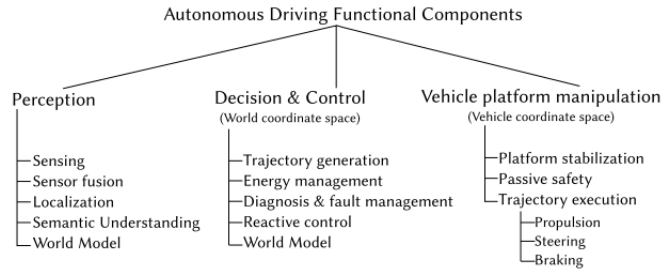 Autonomous Driving Functional Components
Perception
Sensing
Sensor fusion
Localization
Semantic Understanding
World Model
Decision & Control
(World coordinate space)
Trajectory generation
Energy management
Diagnosis & fault management
Reactive control
World Model
Vehicle platform manipulation
(Vehicle coordinate space)
Platform stabilization
Passive safety
Trajectory execution
Propulsion
Steering
Braking